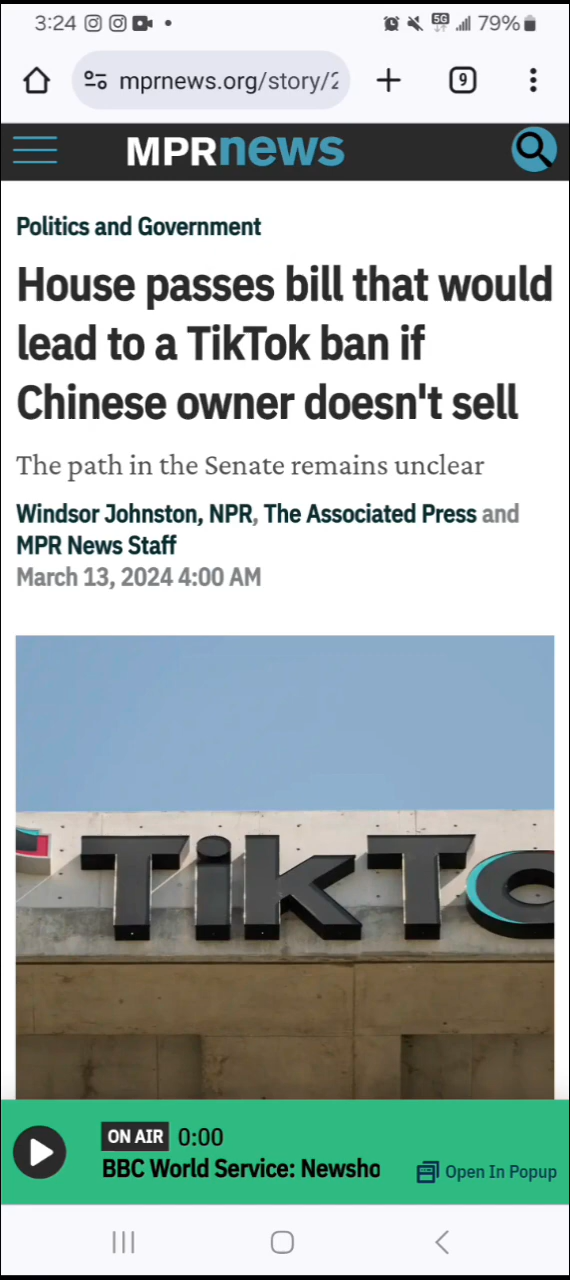 3:24
5G
79%
mprnews.org/story/2
9
MPRnews
Politics and Government
House passes bill that would
lead to a TikTok ban if
Chinese owner doesn't sell
The path in the Senate remains unclear
Windsor Johnston, NPR, The Associated Press and
MPR News Staff
March 13, 2024 4:00 AM
TikTo
ON AIR 0:00
BBC World Service: Newsho
Open In Popup